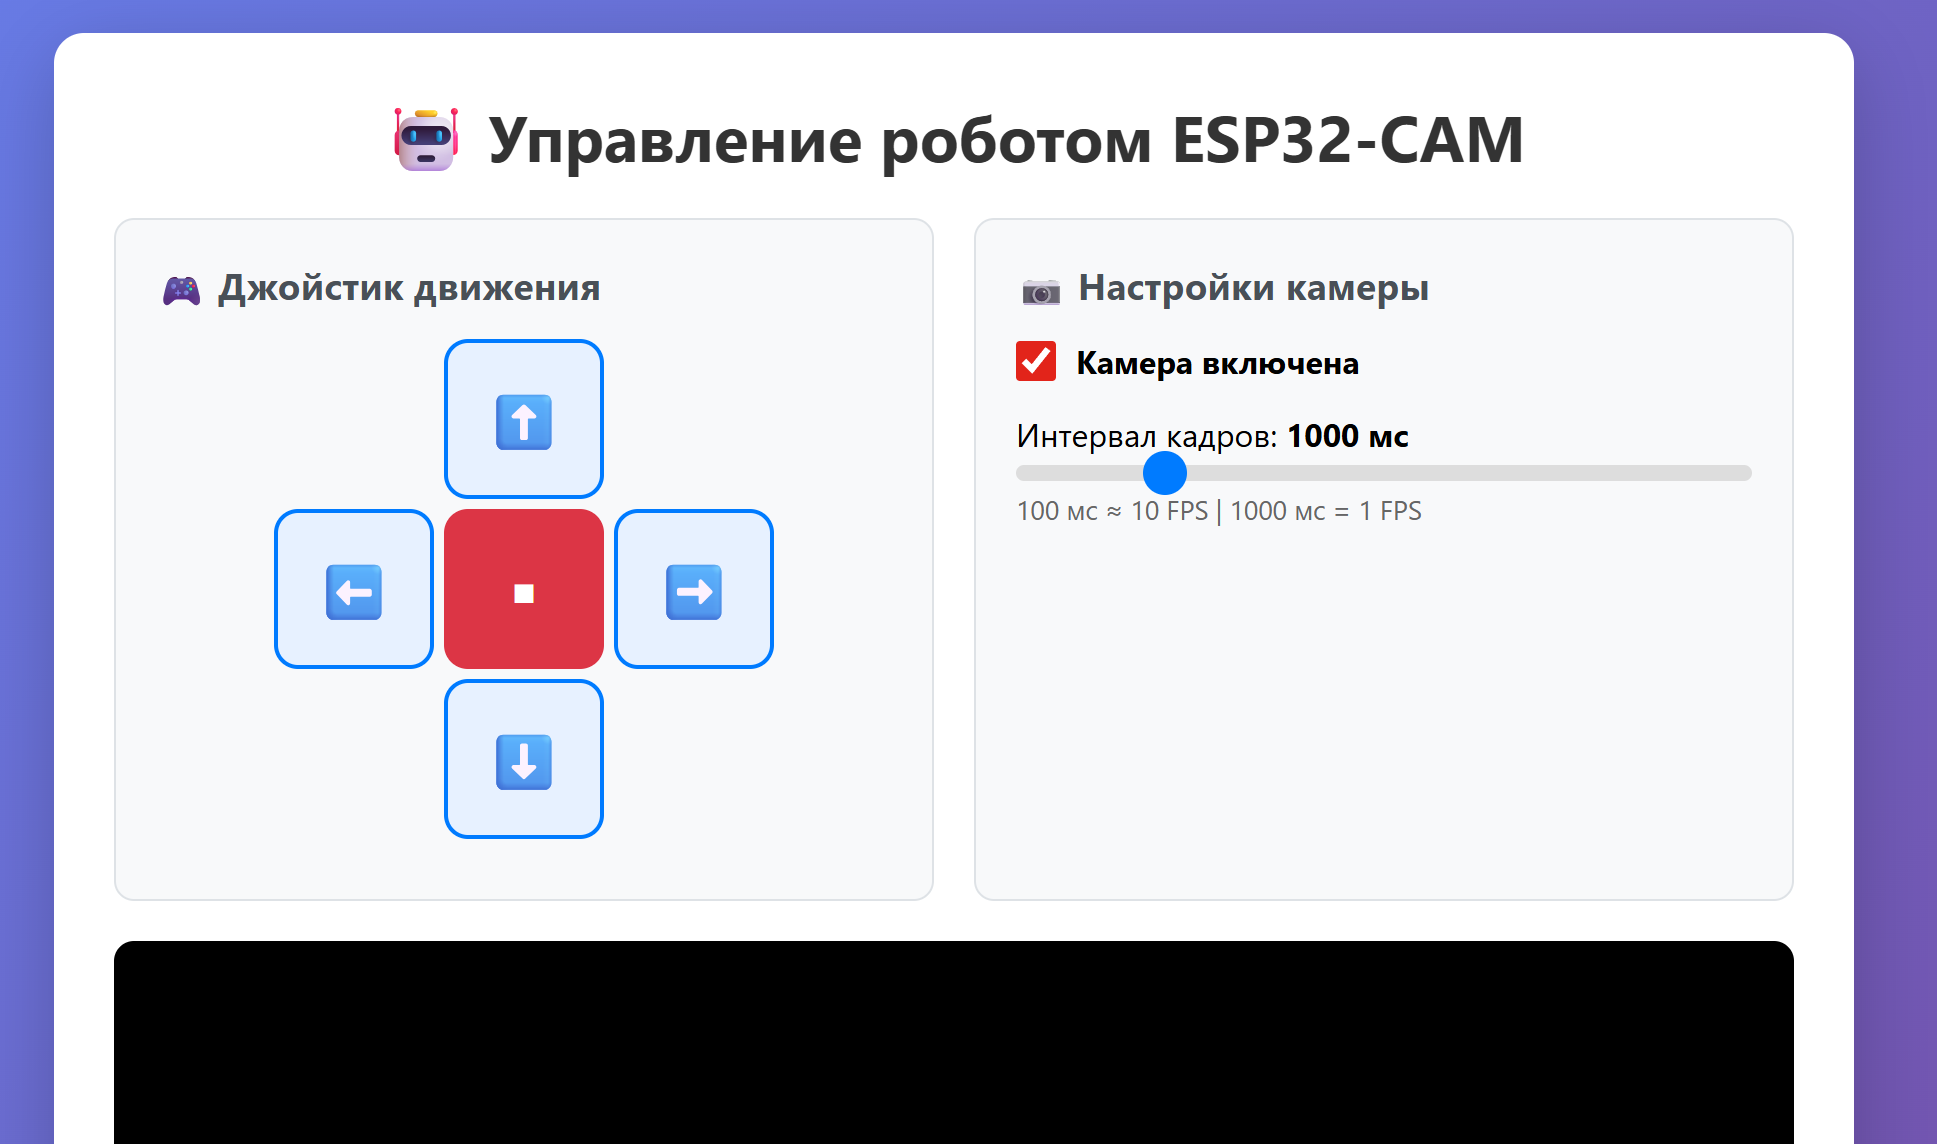 Управление роботом ESP32-CAM
Джойстик движения
Настройки камеры
Камера включена
Интервал кадров: 1000 мс
100 мс ≈ 10 FPS | 1000 мс = 1 FPS